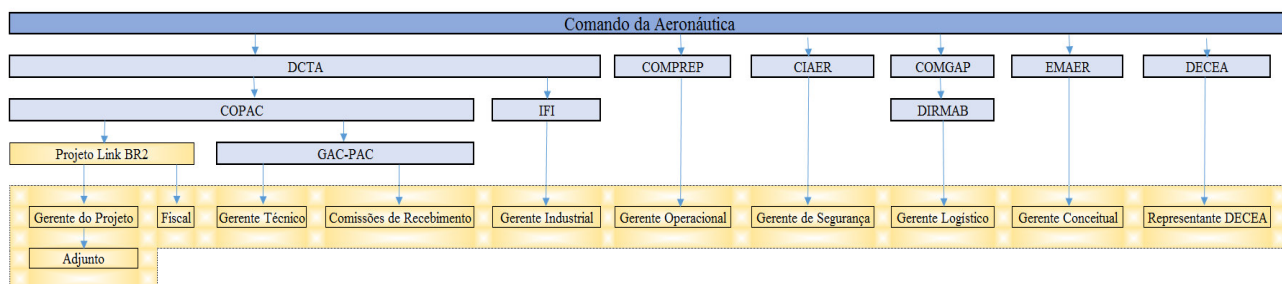 Comando da Aeronáutica
DCTA
COMPREP
CIAER
COMGAP
EMAER
DECEA
COPAC
IFI
DIRMAB
Projeto Link BR2
GAC-PAC
Gerente do Projeto
Fiscal
Gerente Técnico
Comissões de Recebimento
Gerente Industrial
Gerente Operacional
Gerente de Segurança
Gerente Logístico
Gerente Conceitual
Representante DECEA
Adjunto